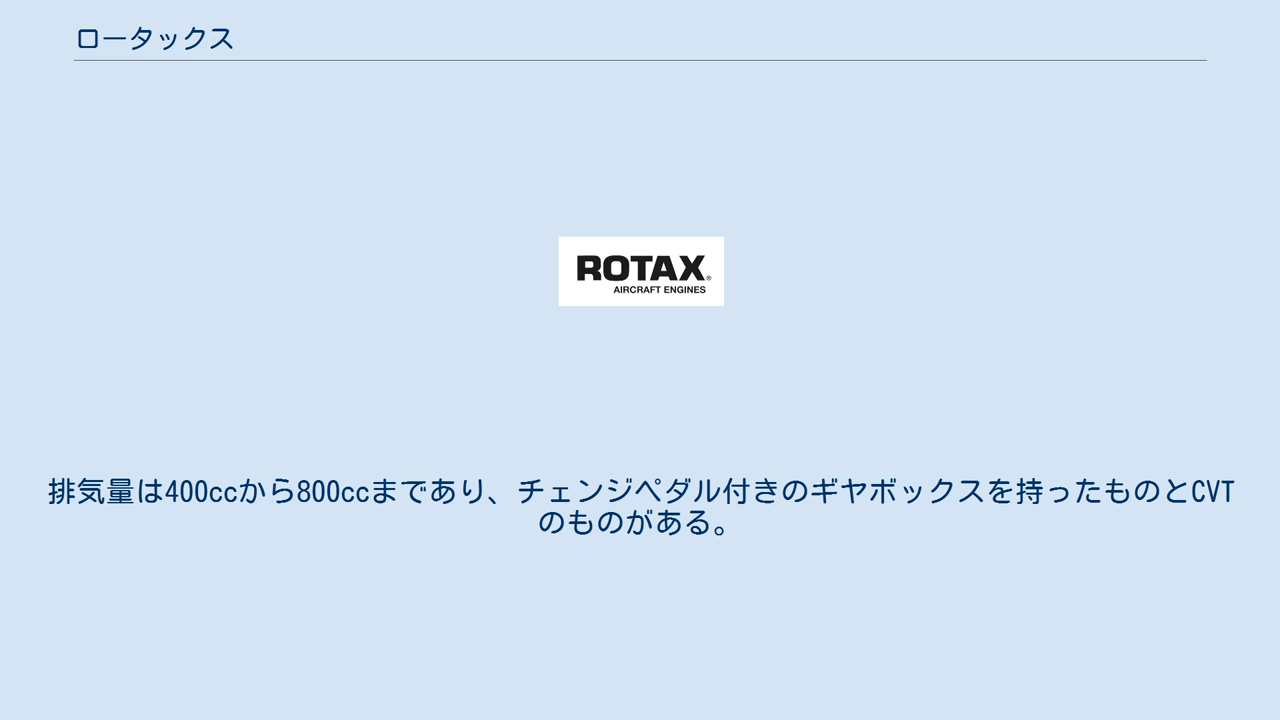 ロータックス
ROTAX®
AIRCRAFT ENGINES
排気量は400ccから800ccまであり、チェンジペダル付きのギヤボックスを持ったものとCVT
のものがある。